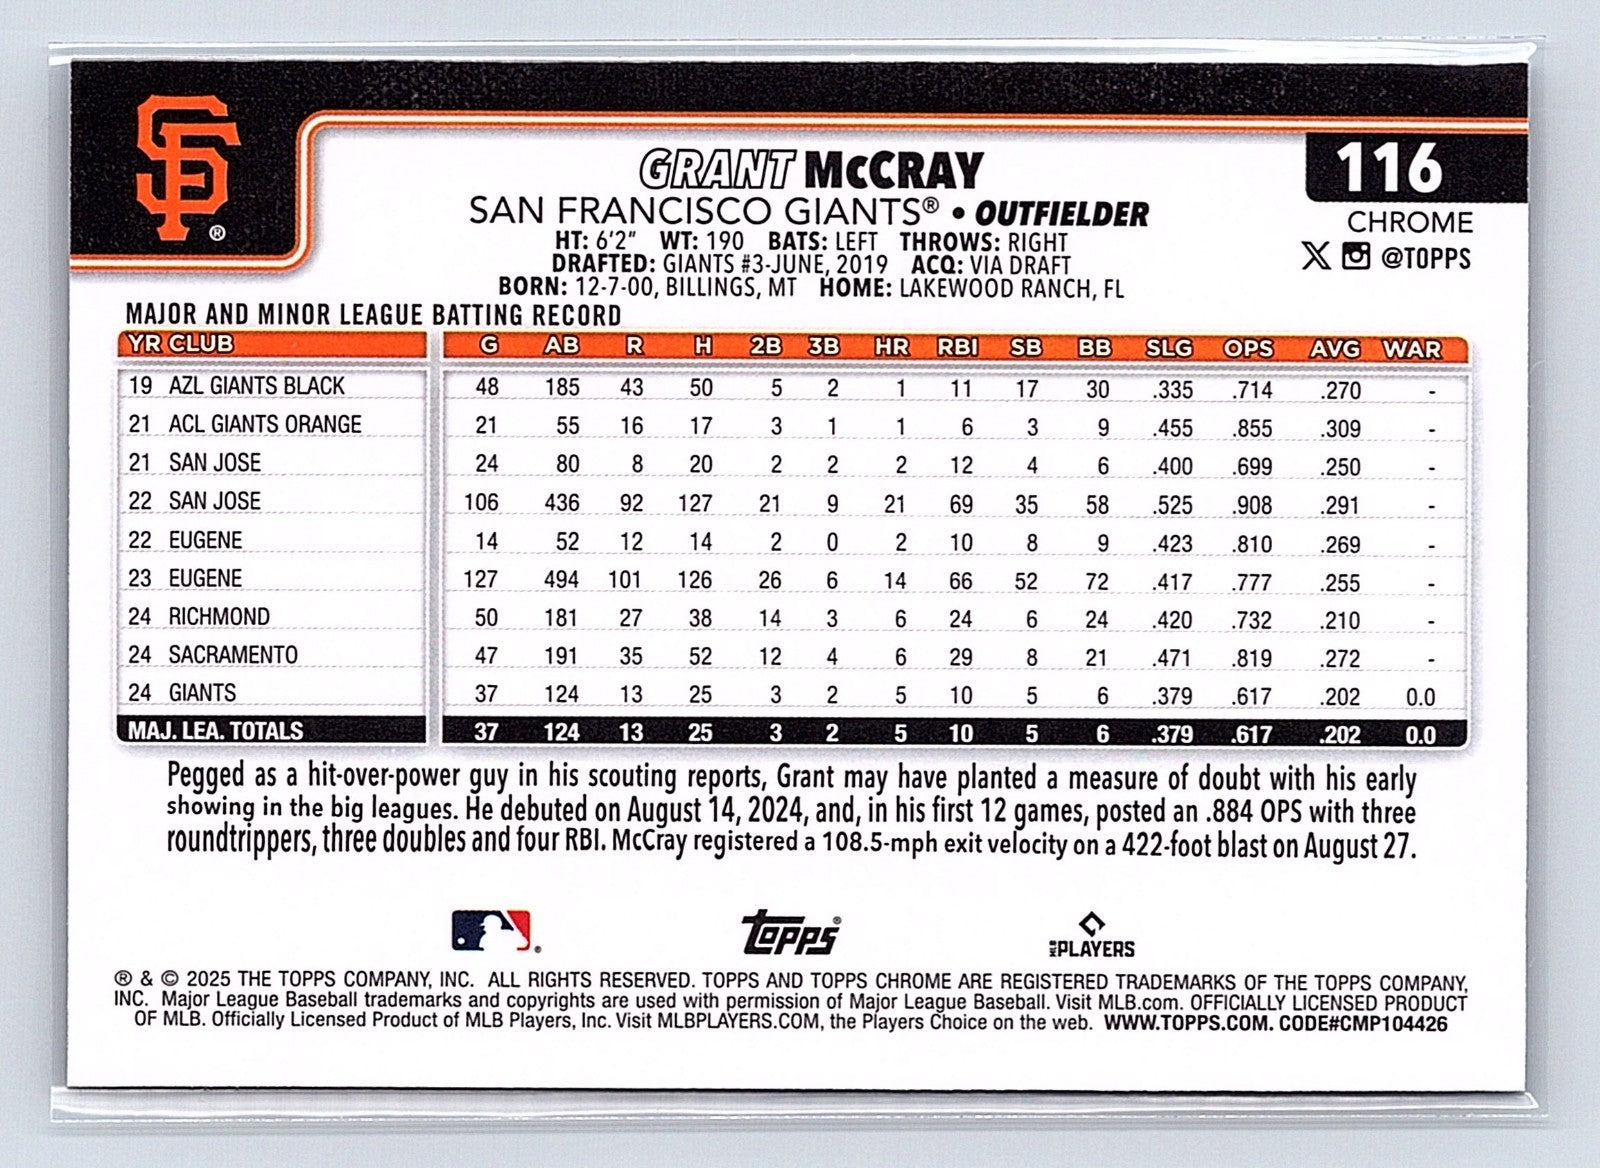 SF®
GRANT McCRAY
116
SAN FRANCISCO GIANTS® • OUTFIELDER
CHROME
HT: 6'2" WT: 190 BATS: LEFT THROWS: RIGHT
X @TOPPS
DRAFTED: GIANTS #3-JUNE, 2019 ACQ: VIA DRAFT
BORN: 12-7-00, BILLINGS, MT HOME: LAKEWOOD RANCH, FL
MAJOR AND MINOR LEAGUE BATTING RECORD
YR CLUB G AB R H 2B 3B HR RBI SB BB SLG OPS AVG WAR
19 AZL GIANTS BLACK 48 185 43 50 5 2 1 11 17 30 .335 .714 .270 -
21 ACL GIANTS ORANGE 21 55 16 17 3 1 1 6 3 9 .455 .855 .309 -
21 SAN JOSE 24 80 8 20 2 2 2 12 4 6 .400 .699 .250 -
22 SAN JOSE 106 436 92 127 21 9 21 69 35 58 .525 .908 .291 -
22 EUGENE 14 52 12 14 2 0 2 10 8 9 .423 .810 .269 -
23 EUGENE 127 494 101 126 26 6 14 66 52 72 .417 .777 .255 -
24 RICHMOND 50 181 27 38 14 3 6 24 6 24 .420 .732 .210 -
24 SACRAMENTO 47 191 35 52 12 4 6 29 8 21 .471 .819 .272 -
24 GIANTS 37 124 13 25 3 2 5 10 5 6 .379 .617 .202 0.0
MAJ. LEA. TOTALS 37 124 13 25 3 2 5 10 5 6 .379 .617 .202 0.0
Pegged as a hit-over-power guy in his scouting reports, Grant may have planted a measure of doubt with his early
showing in the big leagues. He debuted on August 14, 2024, and, in his first 12 games, posted an .884 OPS with three
roundtrippers, three doubles and four RBI. McCray registered a 108.5-mph exit velocity on a 422-foot blast on August 27.
® Topps® MLB PLAYERS
® & © 2025 THE TOPPS COMPANY, INC. ALL RIGHTS RESERVED. TOPPS AND TOPPS CHROME ARE REGISTERED TRADEMARKS OF THE TOPPS COMPANY,
INC. Major League Baseball trademarks and copyrights are used with permission of Major League Baseball. Visit MLB.com. OFFICIALLY LICENSED PRODUCT
OF MLB. Officially Licensed Product of MLB Players, Inc. Visit MLBPLAYERS.COM, the Players Choice on the web. WWW.TOPPS.COM. CODE#CMP104426